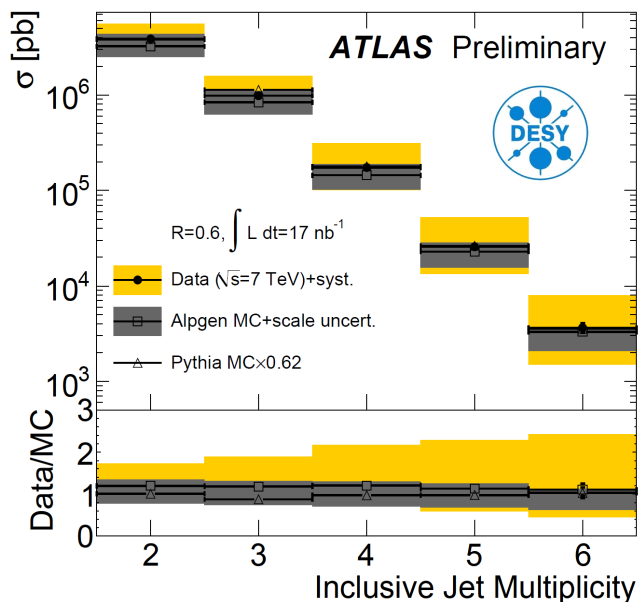 σ [pb]
ATLAS Preliminary
DESY
10⁶
10⁵
10⁴
10³
R=0.6, ∫ L dt=17 nb⁻¹
Data (√s=7 TeV)+syst.
Alpgen MC+scale uncert.
Pythia MC×0.62
Data/MC
3
2
1
0
2 3 4 5 6
Inclusive Jet Multiplicity